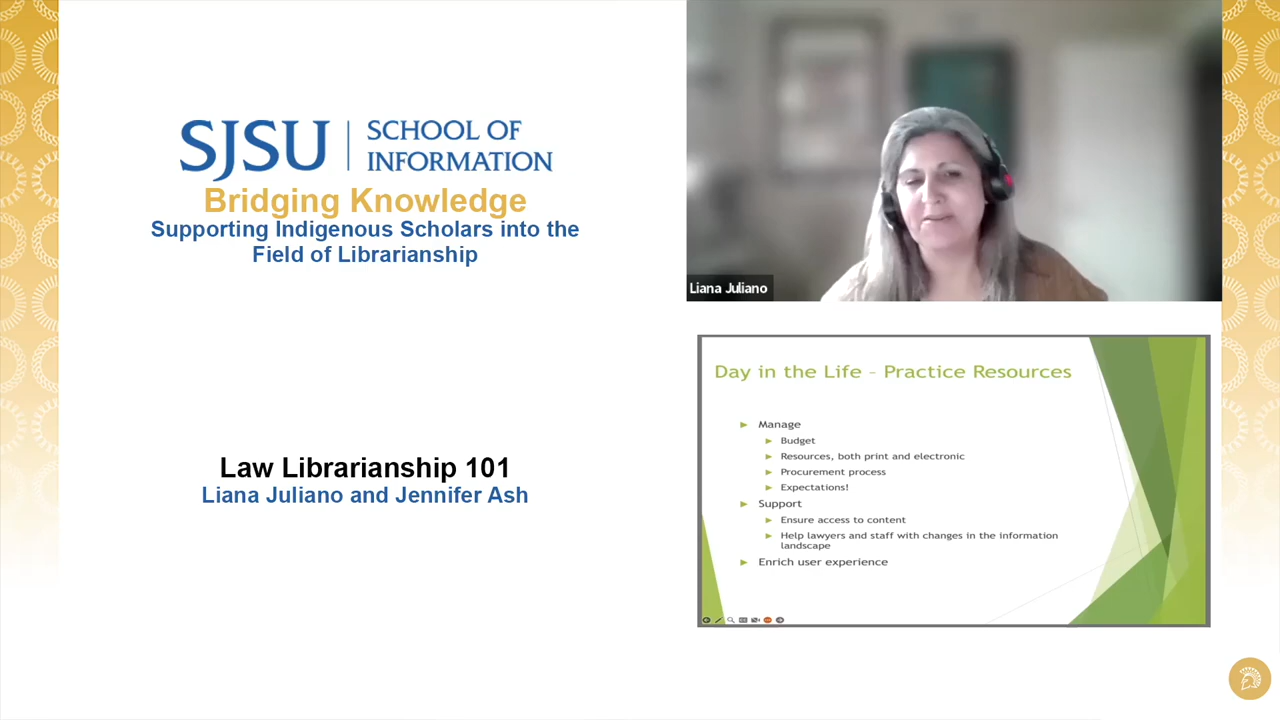 SJSU
SCHOOL OF
INFORMATION
Bridging Knowledge
Supporting Indigenous Scholars into the
Field of Librarianship
Law Librarianship 101
Liana Juliano and Jennifer Ash
Liana Juliano
Day in the Life – Practice Resources
Manage
Budget
Resources, both print and electronic
Procurement process
Expectations!
Support
Ensure access to content
Help lawyers and staff with changes in the information
landscape
Enrich user experience